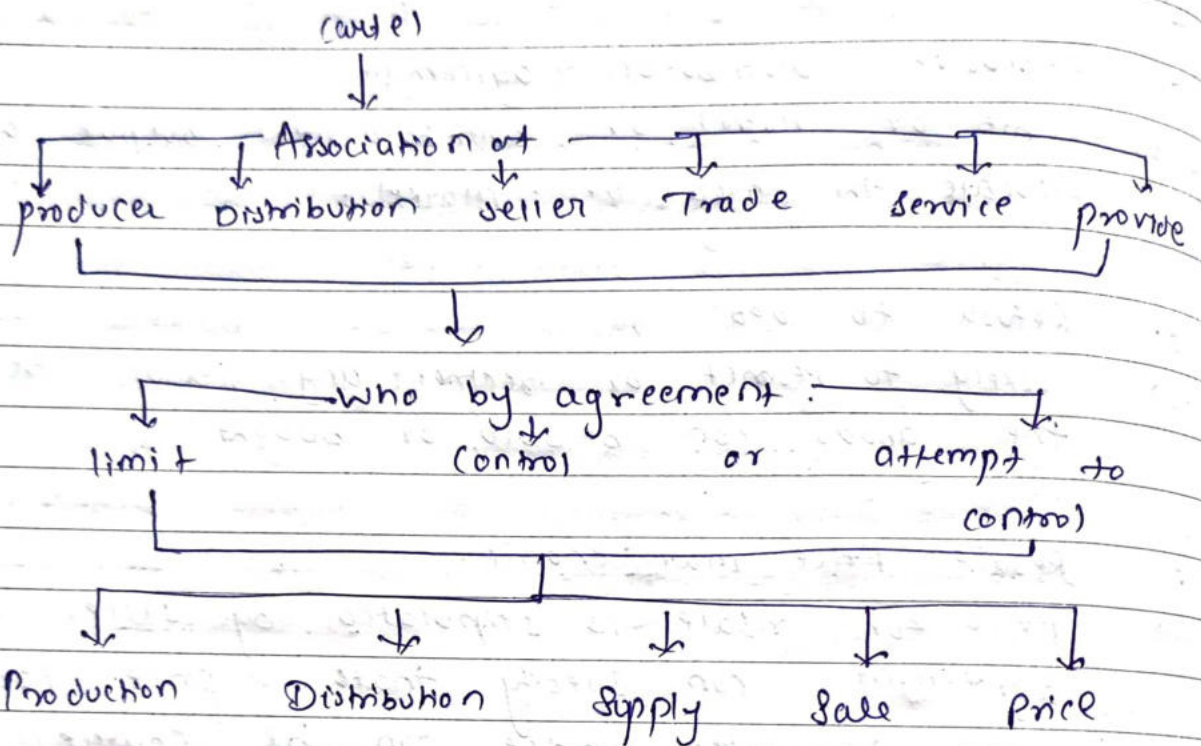 Cartel
Association of
producer Distribution seller Trade service provide
who by agreement.
limit control or attempt to
control
Production Distribution Supply Sale Price